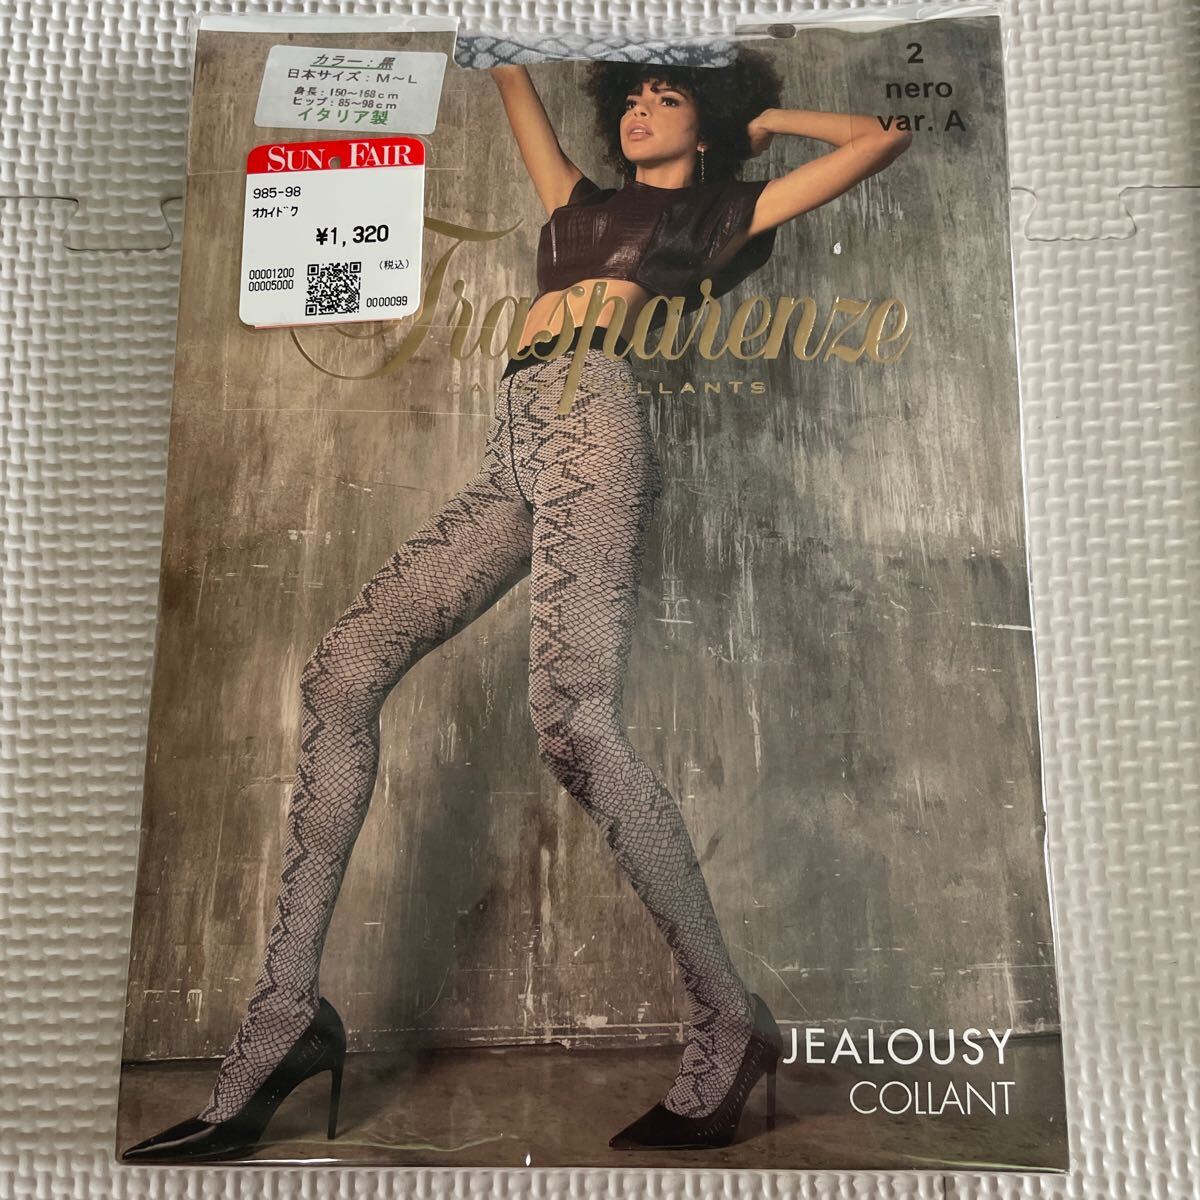 カラー：黒
日本サイズ：M～L
身長：150～168cm
ヒップ：85～98cm
イタリア製
SUN FAIR
985-98
オカイドク
¥1,320
(税込)
00001200
00005000
0000099
2
nero
var. A
Trasparenze
COLLANTS
JEALOUSY
COLLANT